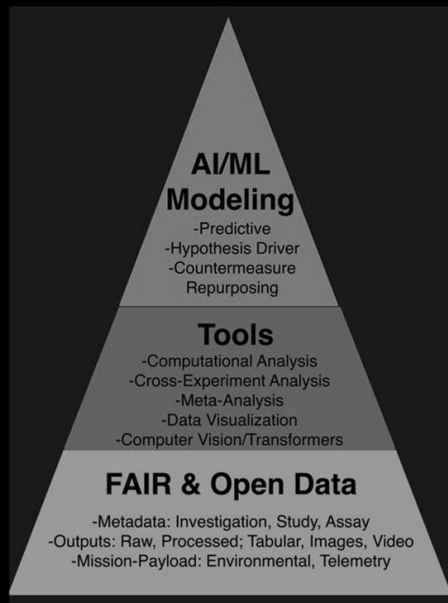 AI/ML
Modeling
-Predictive
-Hypothesis Driver
-Countermeasure
Repurposing
Tools
-Computational Analysis
-Cross-Experiment Analysis
-Meta-Analysis
-Data Visualization
-Computer Vision/Transformers
FAIR & Open Data
-Metadata: Investigation, Study, Assay
-Outputs: Raw, Processed; Tabular, Images, Video
-Mission-Payload: Environmental, Telemetry